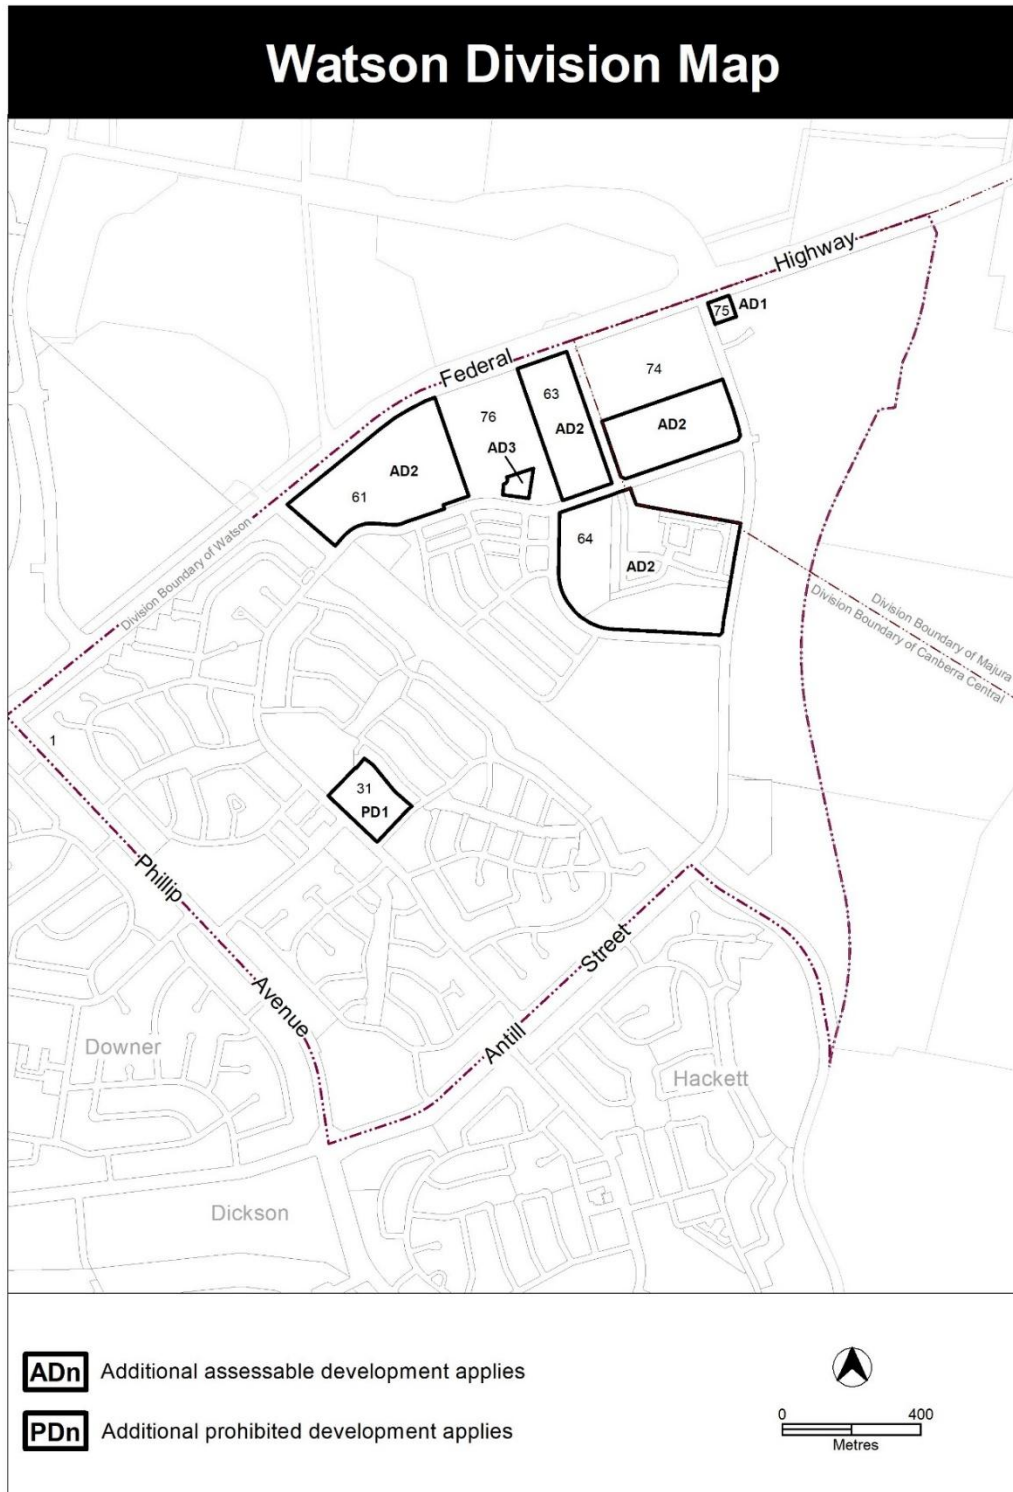 Watson Division Map
Highway
75 AD1
Federal
74
63
76
AD2
AD2
AD3
AD2
61
Division Boundary of Watson
64
AD2
Division Boundary of Majura
Division Boundary of Canberra Central
1
31
PD1
Phillip
Avenue
Street
Antill
Downer
Hackett
Dickson
ADn Additional assessable development applies
PDn Additional prohibited development applies
0 400
Metres